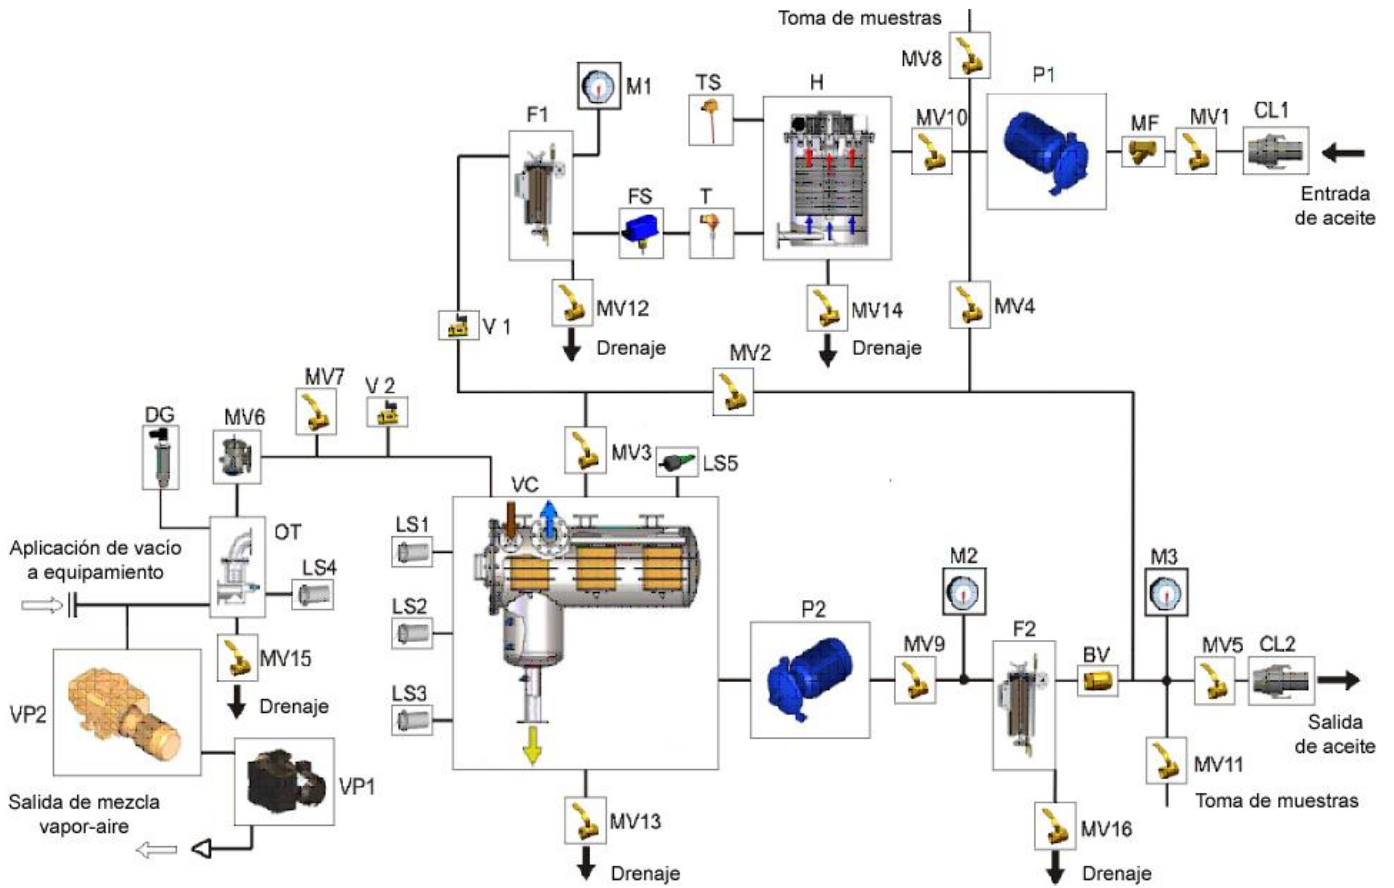 Toma de muestras
MV8
P1
TS
H
M1
F1
MV10
MF
MV1
CL1
Entrada
de aceite
FS
T
MV12
Drenaje
MV14
Drenaje
MV4
V 1
MV2
MV7
V 2
DG
MV6
MV3
LS5
VC
OT
LS1
Aplicación de vacío
a equipamiento
LS4
LS2
M2
M3
P2
F2
MV9
BV
MV5
CL2
MV15
Drenaje
LS3
VP2
Salida
de aceite
VP1
MV11
Toma de muestras
Salida de mezcla
vapor-aire
MV13
Drenaje
MV16
Drenaje